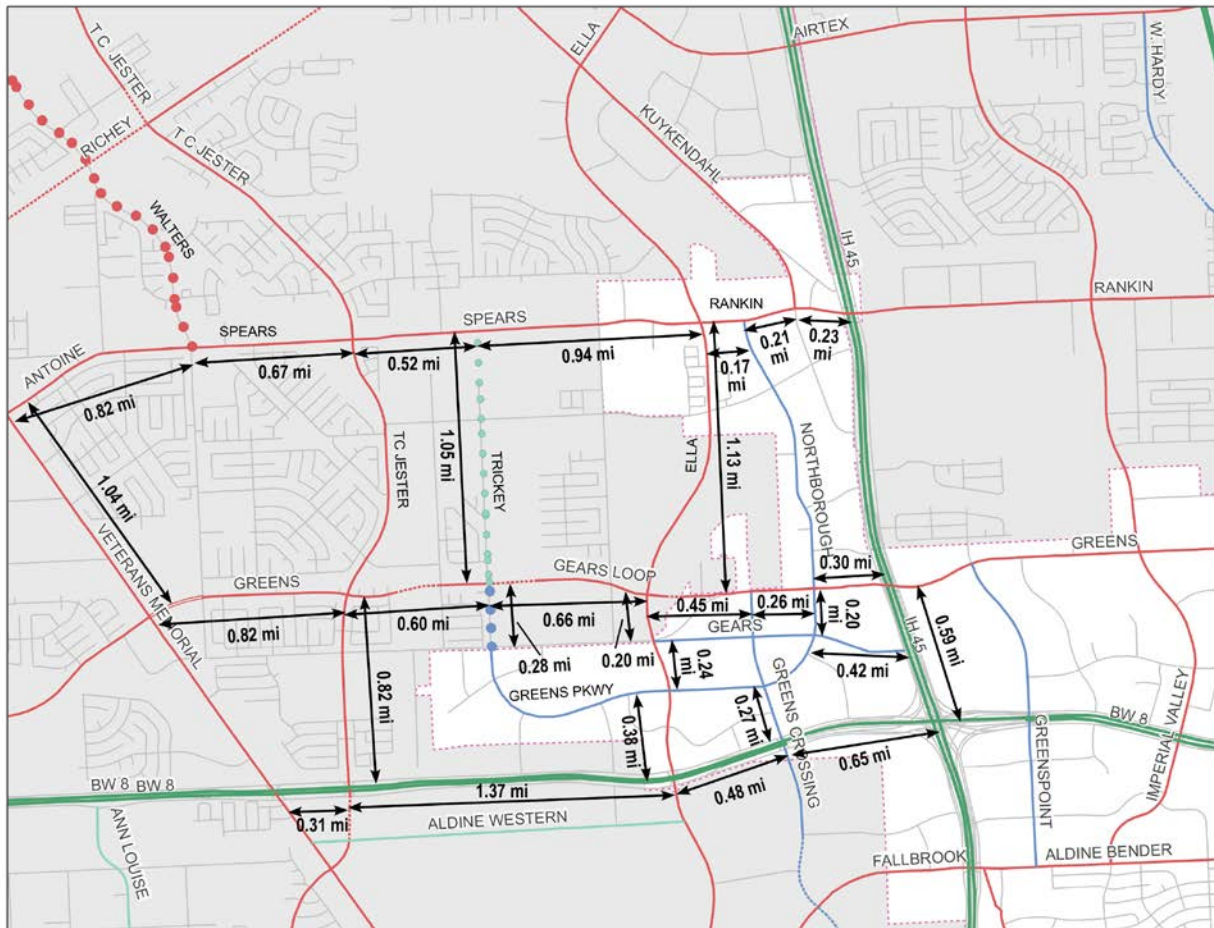 T C JESTER
ELLA
AIRTEX
W. HARDY
RICHEY
T C JESTER
KUYKENDAHL
WALTERS
IH 45
RANKIN
RANKIN
SPEARS
SPEARS
ANTOINE
0.67 mi
0.52 mi
0.94 mi
0.17
mi
0.21
mi
0.23
mi
0.82 mi
1.04 mi
TC JESTER
1.05 mi
TRICKEY
ELLA
1.13 mi
NORTHBOROUGH
VETERANS MEMORIAL
GREENS
GEARS LOOP
0.30 mi
GREENS
0.82 mi
0.60 mi
0.66 mi
0.45 mi
0.26 mi
0.20
mi
GEARS
IH 45
0.59 mi
0.28 mi
0.20 mi
0.24
mi
0.42 mi
0.82 mi
GREENS PKWY
0.38 mi
0.27 mi
GREENS CROSSING
0.65 mi
GREENSPOINT
BW 8
IMPERIAL VALLEY
BW 8
BW 8
1.37 mi
0.48 mi
0.31 mi
ALDINE WESTERN
ANN LOUISE
FALLBROOK
ALDINE BENDER